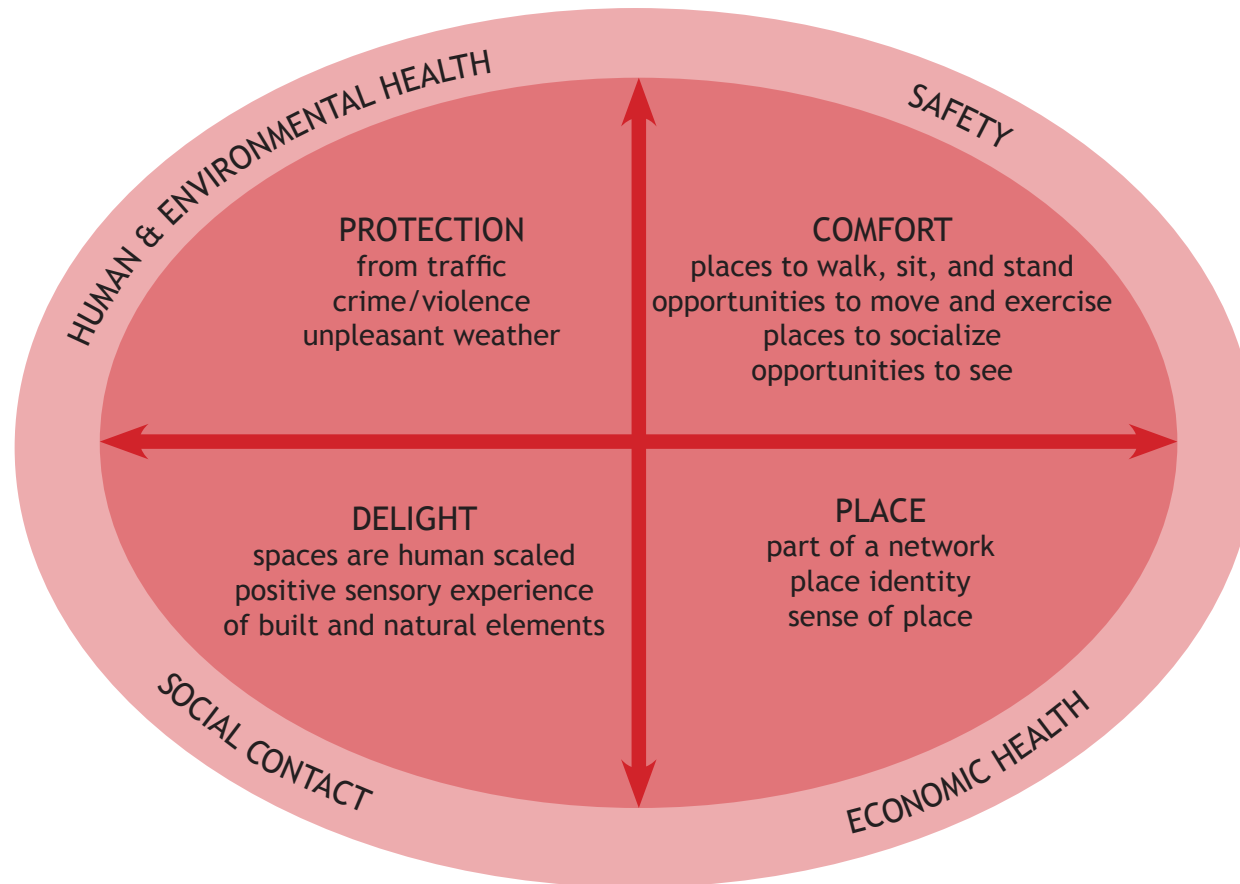 HUMAN & ENVIRONMENTAL HEALTH
SAFETY
PROTECTION
from traffic
crime/violence
unpleasant weather
COMFORT
places to walk, sit, and stand
opportunities to move and exercise
places to socialize
opportunities to see
DELIGHT
spaces are human scaled
positive sensory experience
of built and natural elements
PLACE
part of a network
place identity
sense of place
SOCIAL CONTACT
ECONOMIC HEALTH